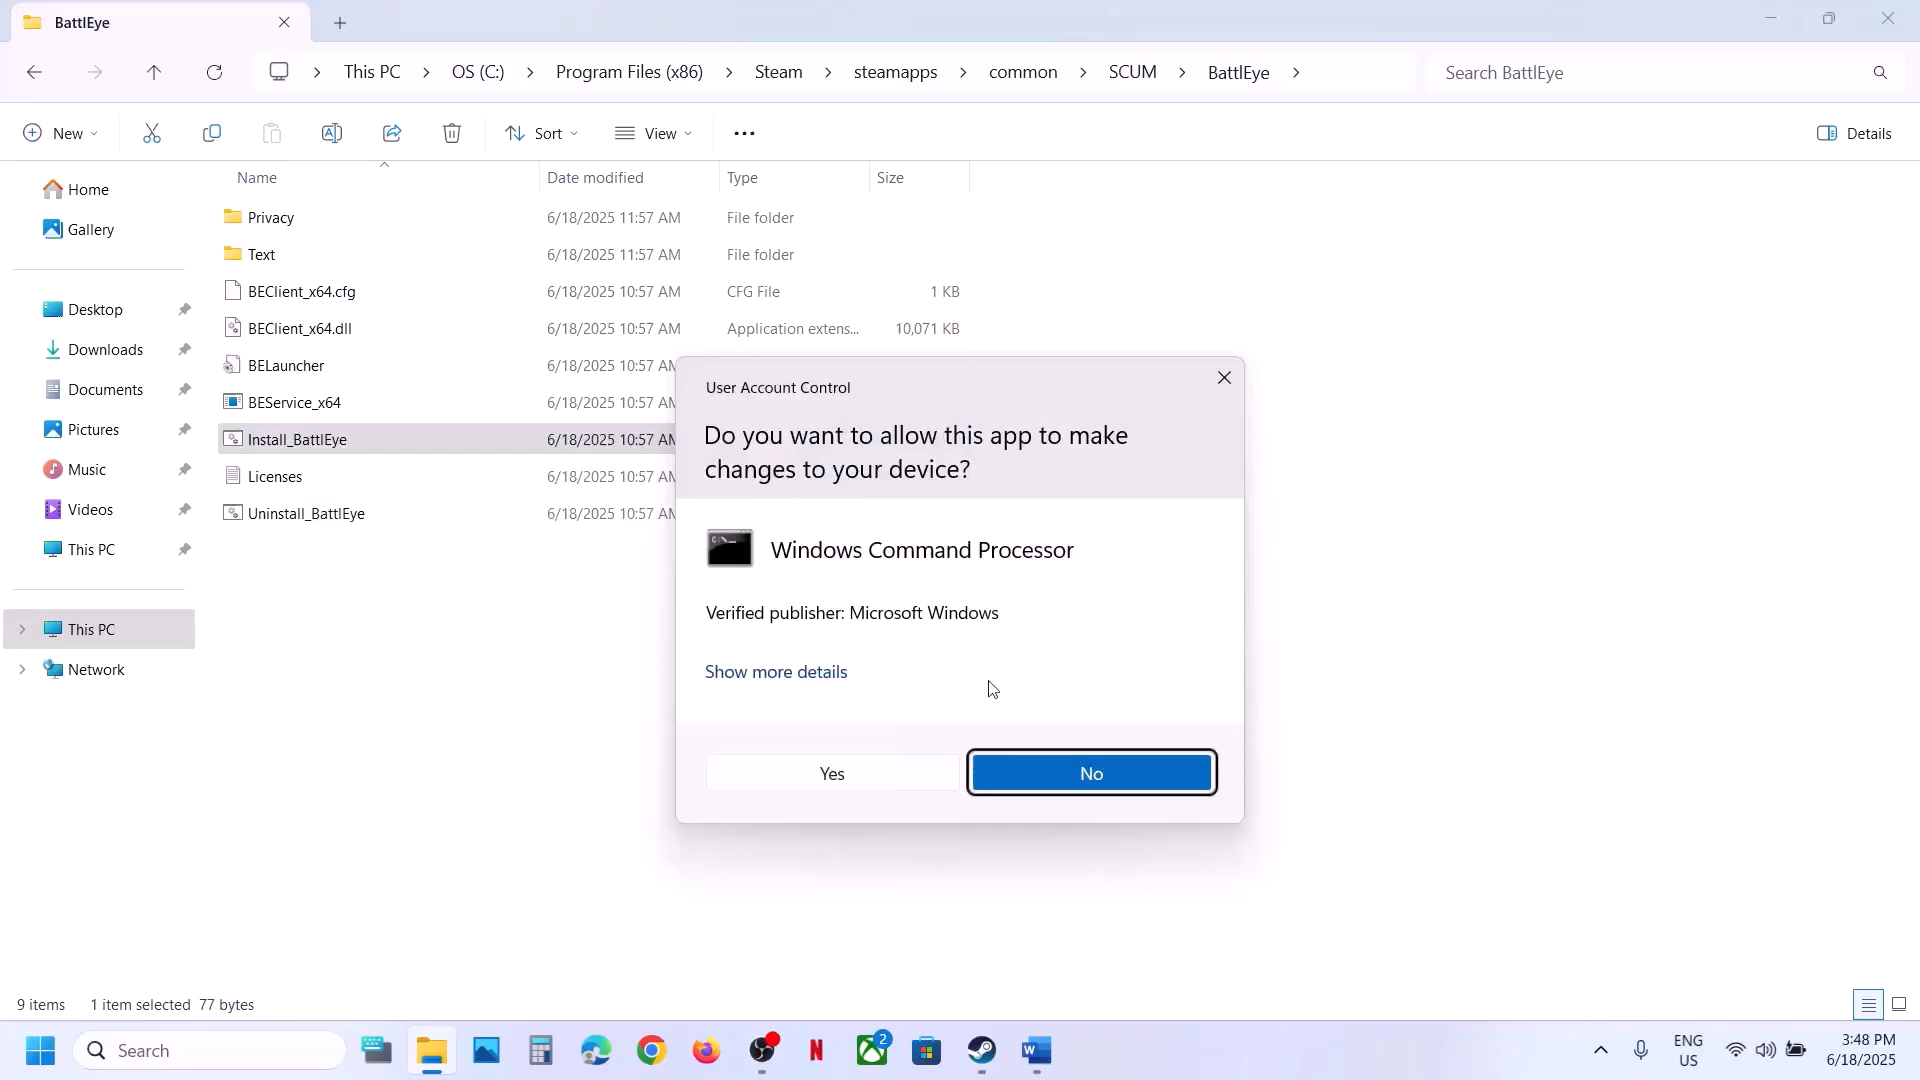 BattlEye
This PC
OS (C:)
Program Files (x86)
Steam
steamapps
common
SCUM
BattlEye
Search BattlEye
New
Sort
View
Details
Name
Date modified
Type
Size
Home
Gallery
Desktop
Downloads
Documents
Pictures
Music
Videos
This PC
This PC
Network
Privacy 6/18/2025 11:57 AM File folder
Text 6/18/2025 11:57 AM File folder
BEClient_x64.cfg 6/18/2025 10:57 AM CFG File 1 KB
BEClient_x64.dll 6/18/2025 10:57 AM Application extens... 10,071 KB
BELauncher 6/18/2025 10:57 AM
BEService_x64 6/18/2025 10:57 AM
Install_BattlEye 6/18/2025 10:57 AM
Licenses 6/18/2025 10:57 AM
Uninstall_BattlEye 6/18/2025 10:57 AM
User Account Control
Do you want to allow this app to make
changes to your device?
Windows Command Processor
Verified publisher: Microsoft Windows
Show more details
Yes
No
9 items 1 item selected 77 bytes
Search
2
ENG
US
3:48 PM
6/18/2025